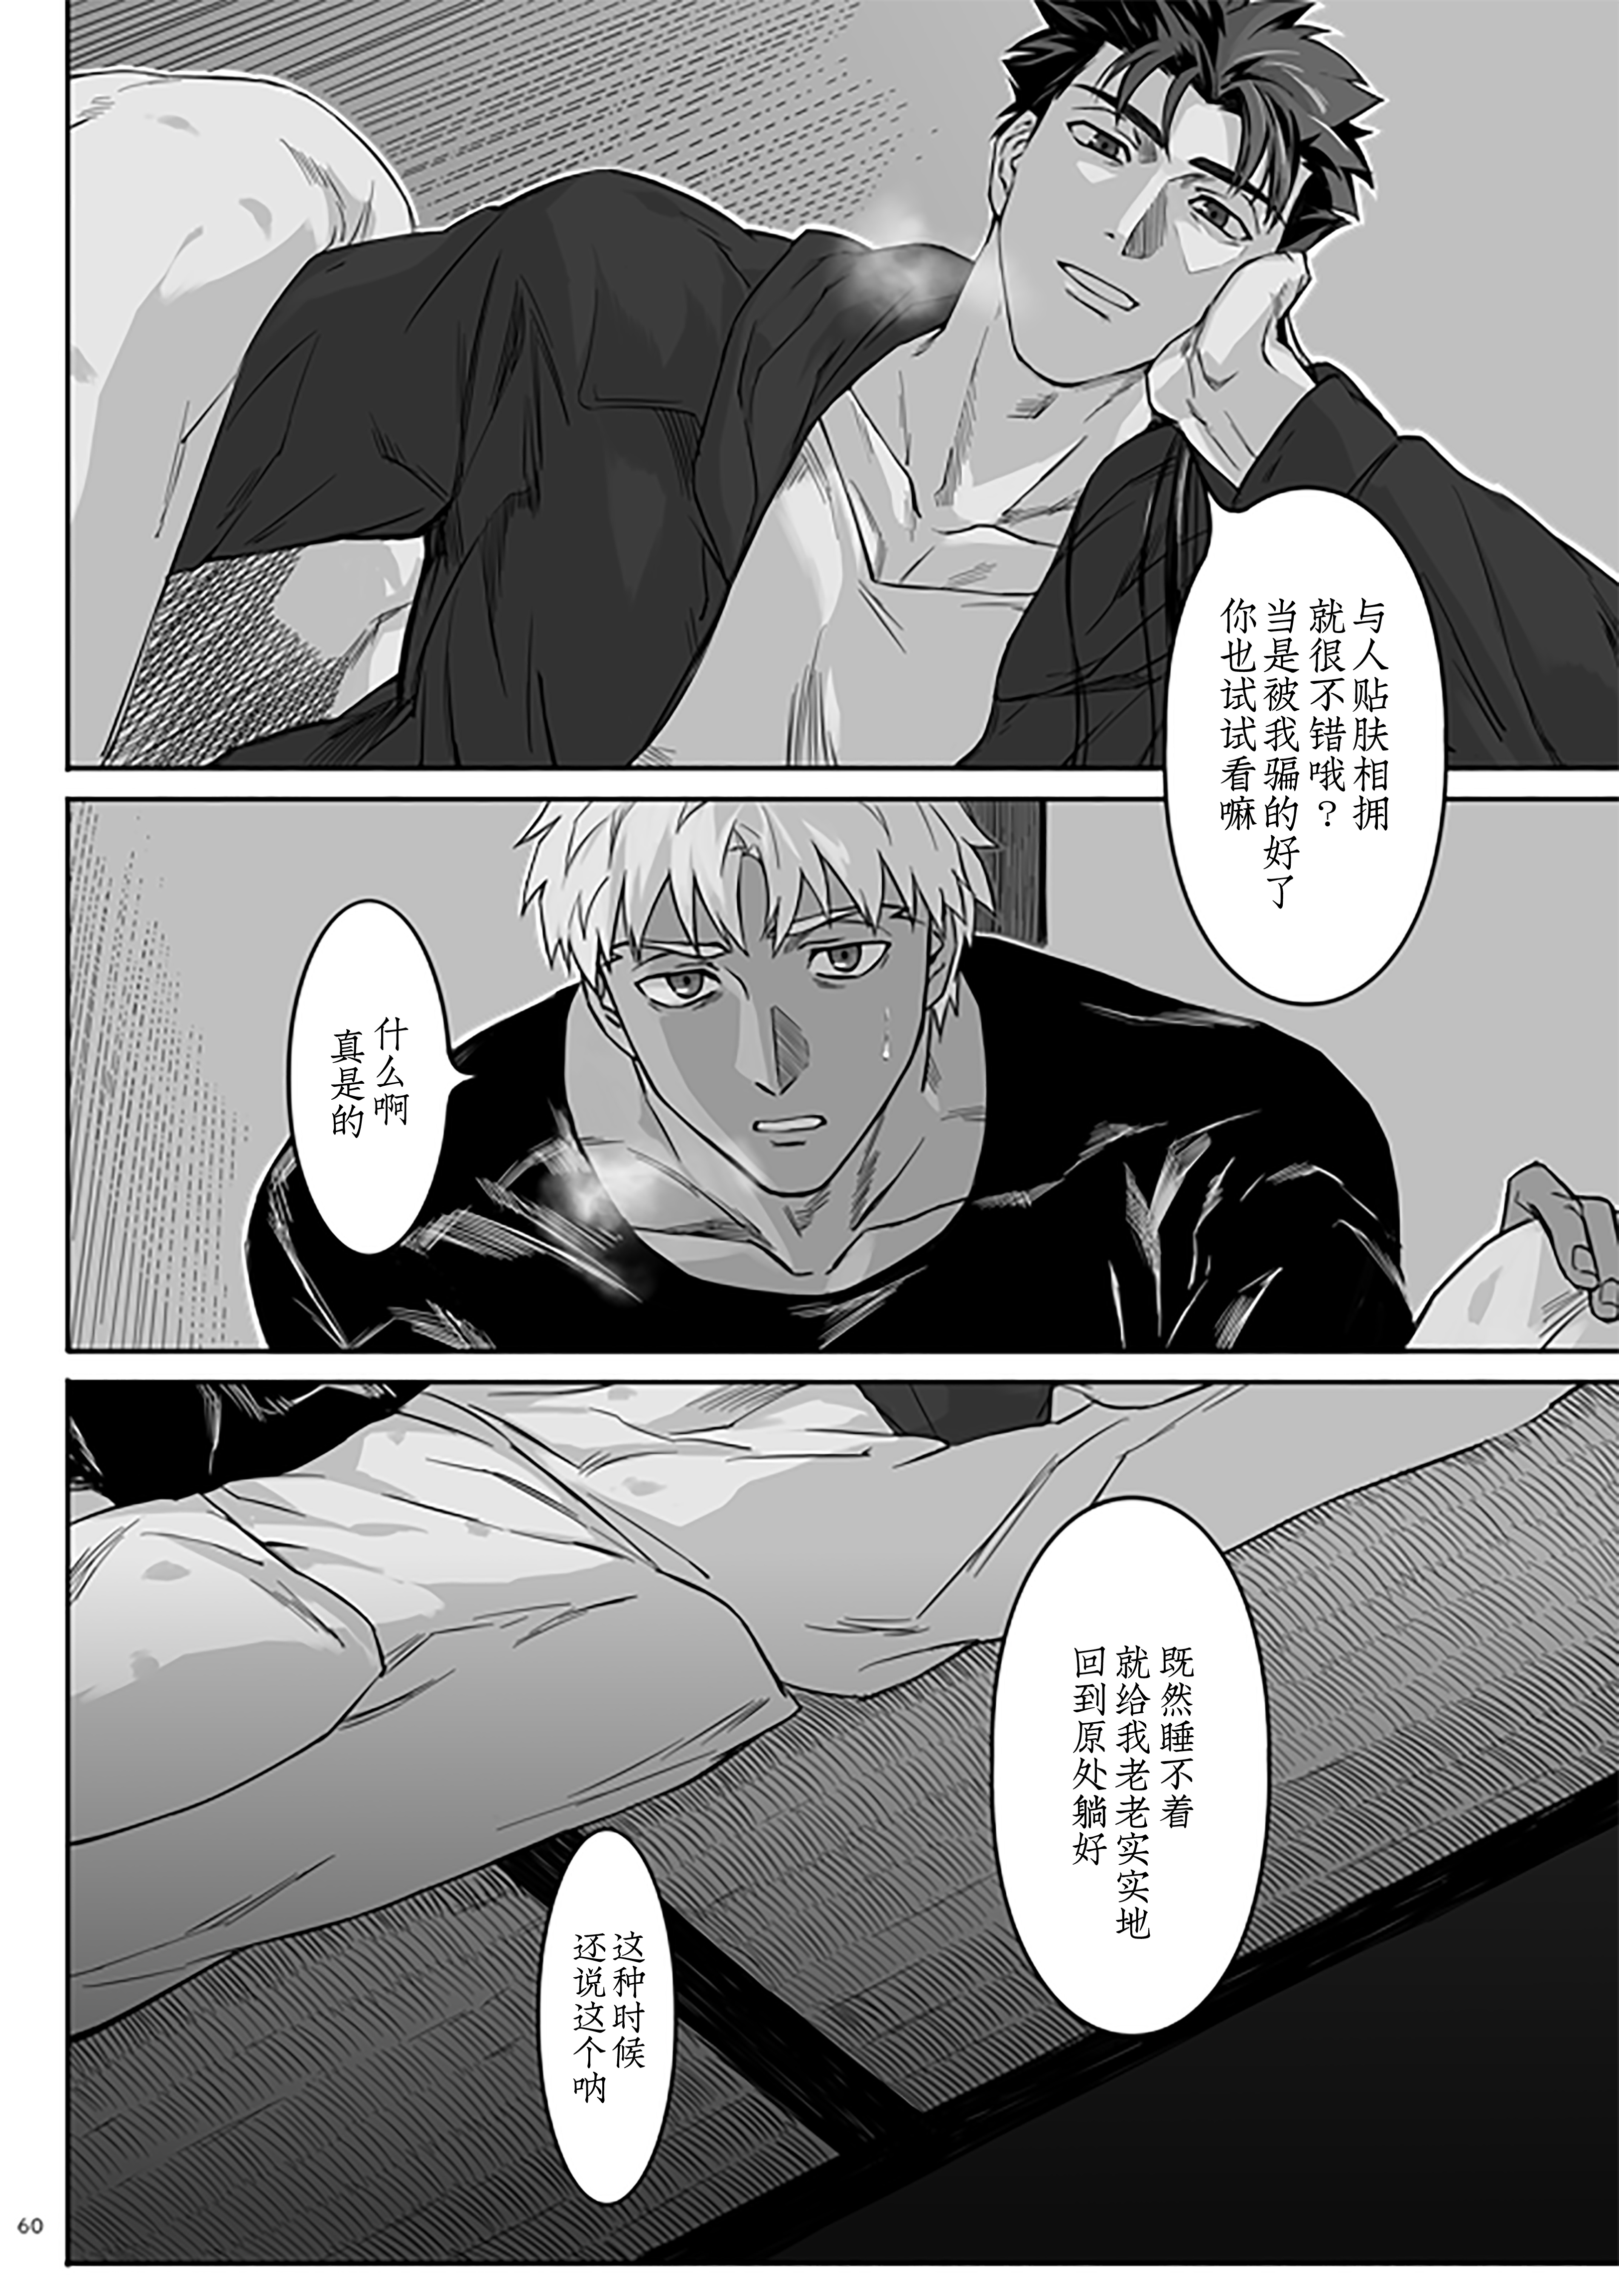 与人贴肤相拥
就很不错哦？
当是被我骗的好了
你也试试看嘛
什么啊
真是的
既然睡不着
就给我老老实实地
回到原处躺好
这种时候
还说这个呐
60